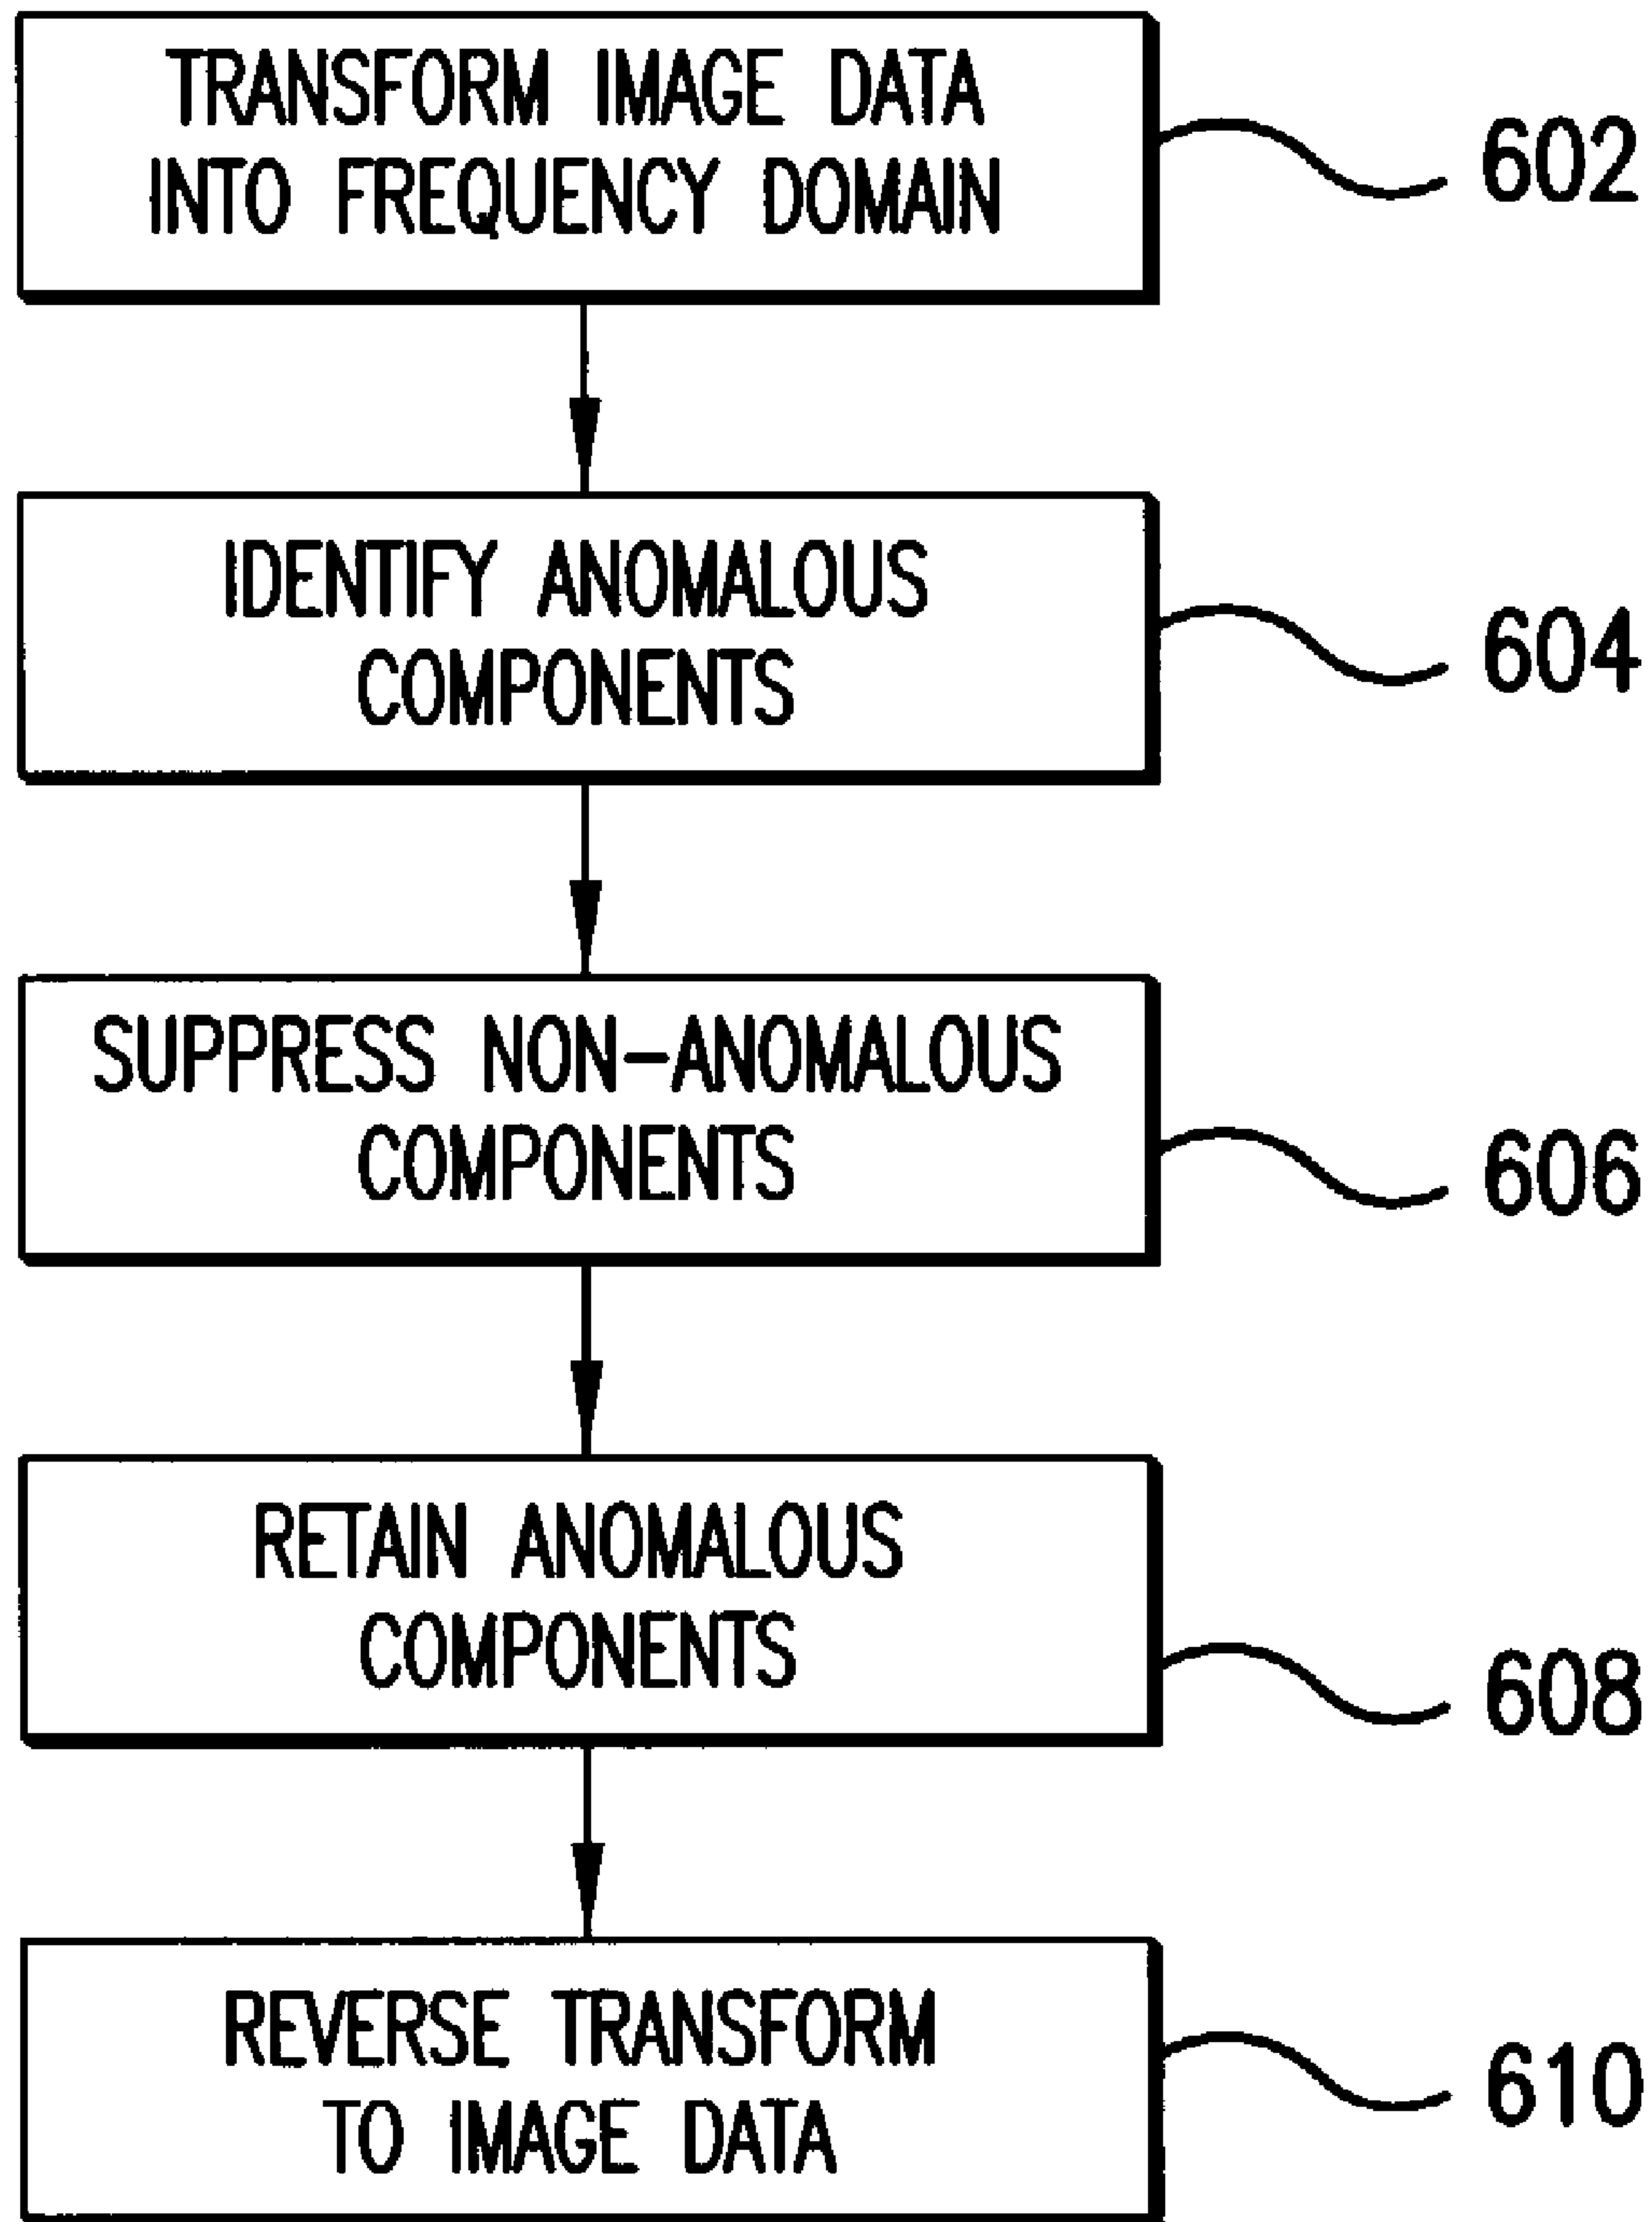 TRANSFORM IMAGE DATA
INTO FREQUENCY DOMAIN
602
IDENTIFY ANOMALOUS
COMPONENTS
604
SUPPRESS NON-ANOMALOUS
COMPONENTS
606
RETAIN ANOMALOUS
COMPONENTS
608
REVERSE TRANSFORM
TO IMAGE DATA
610